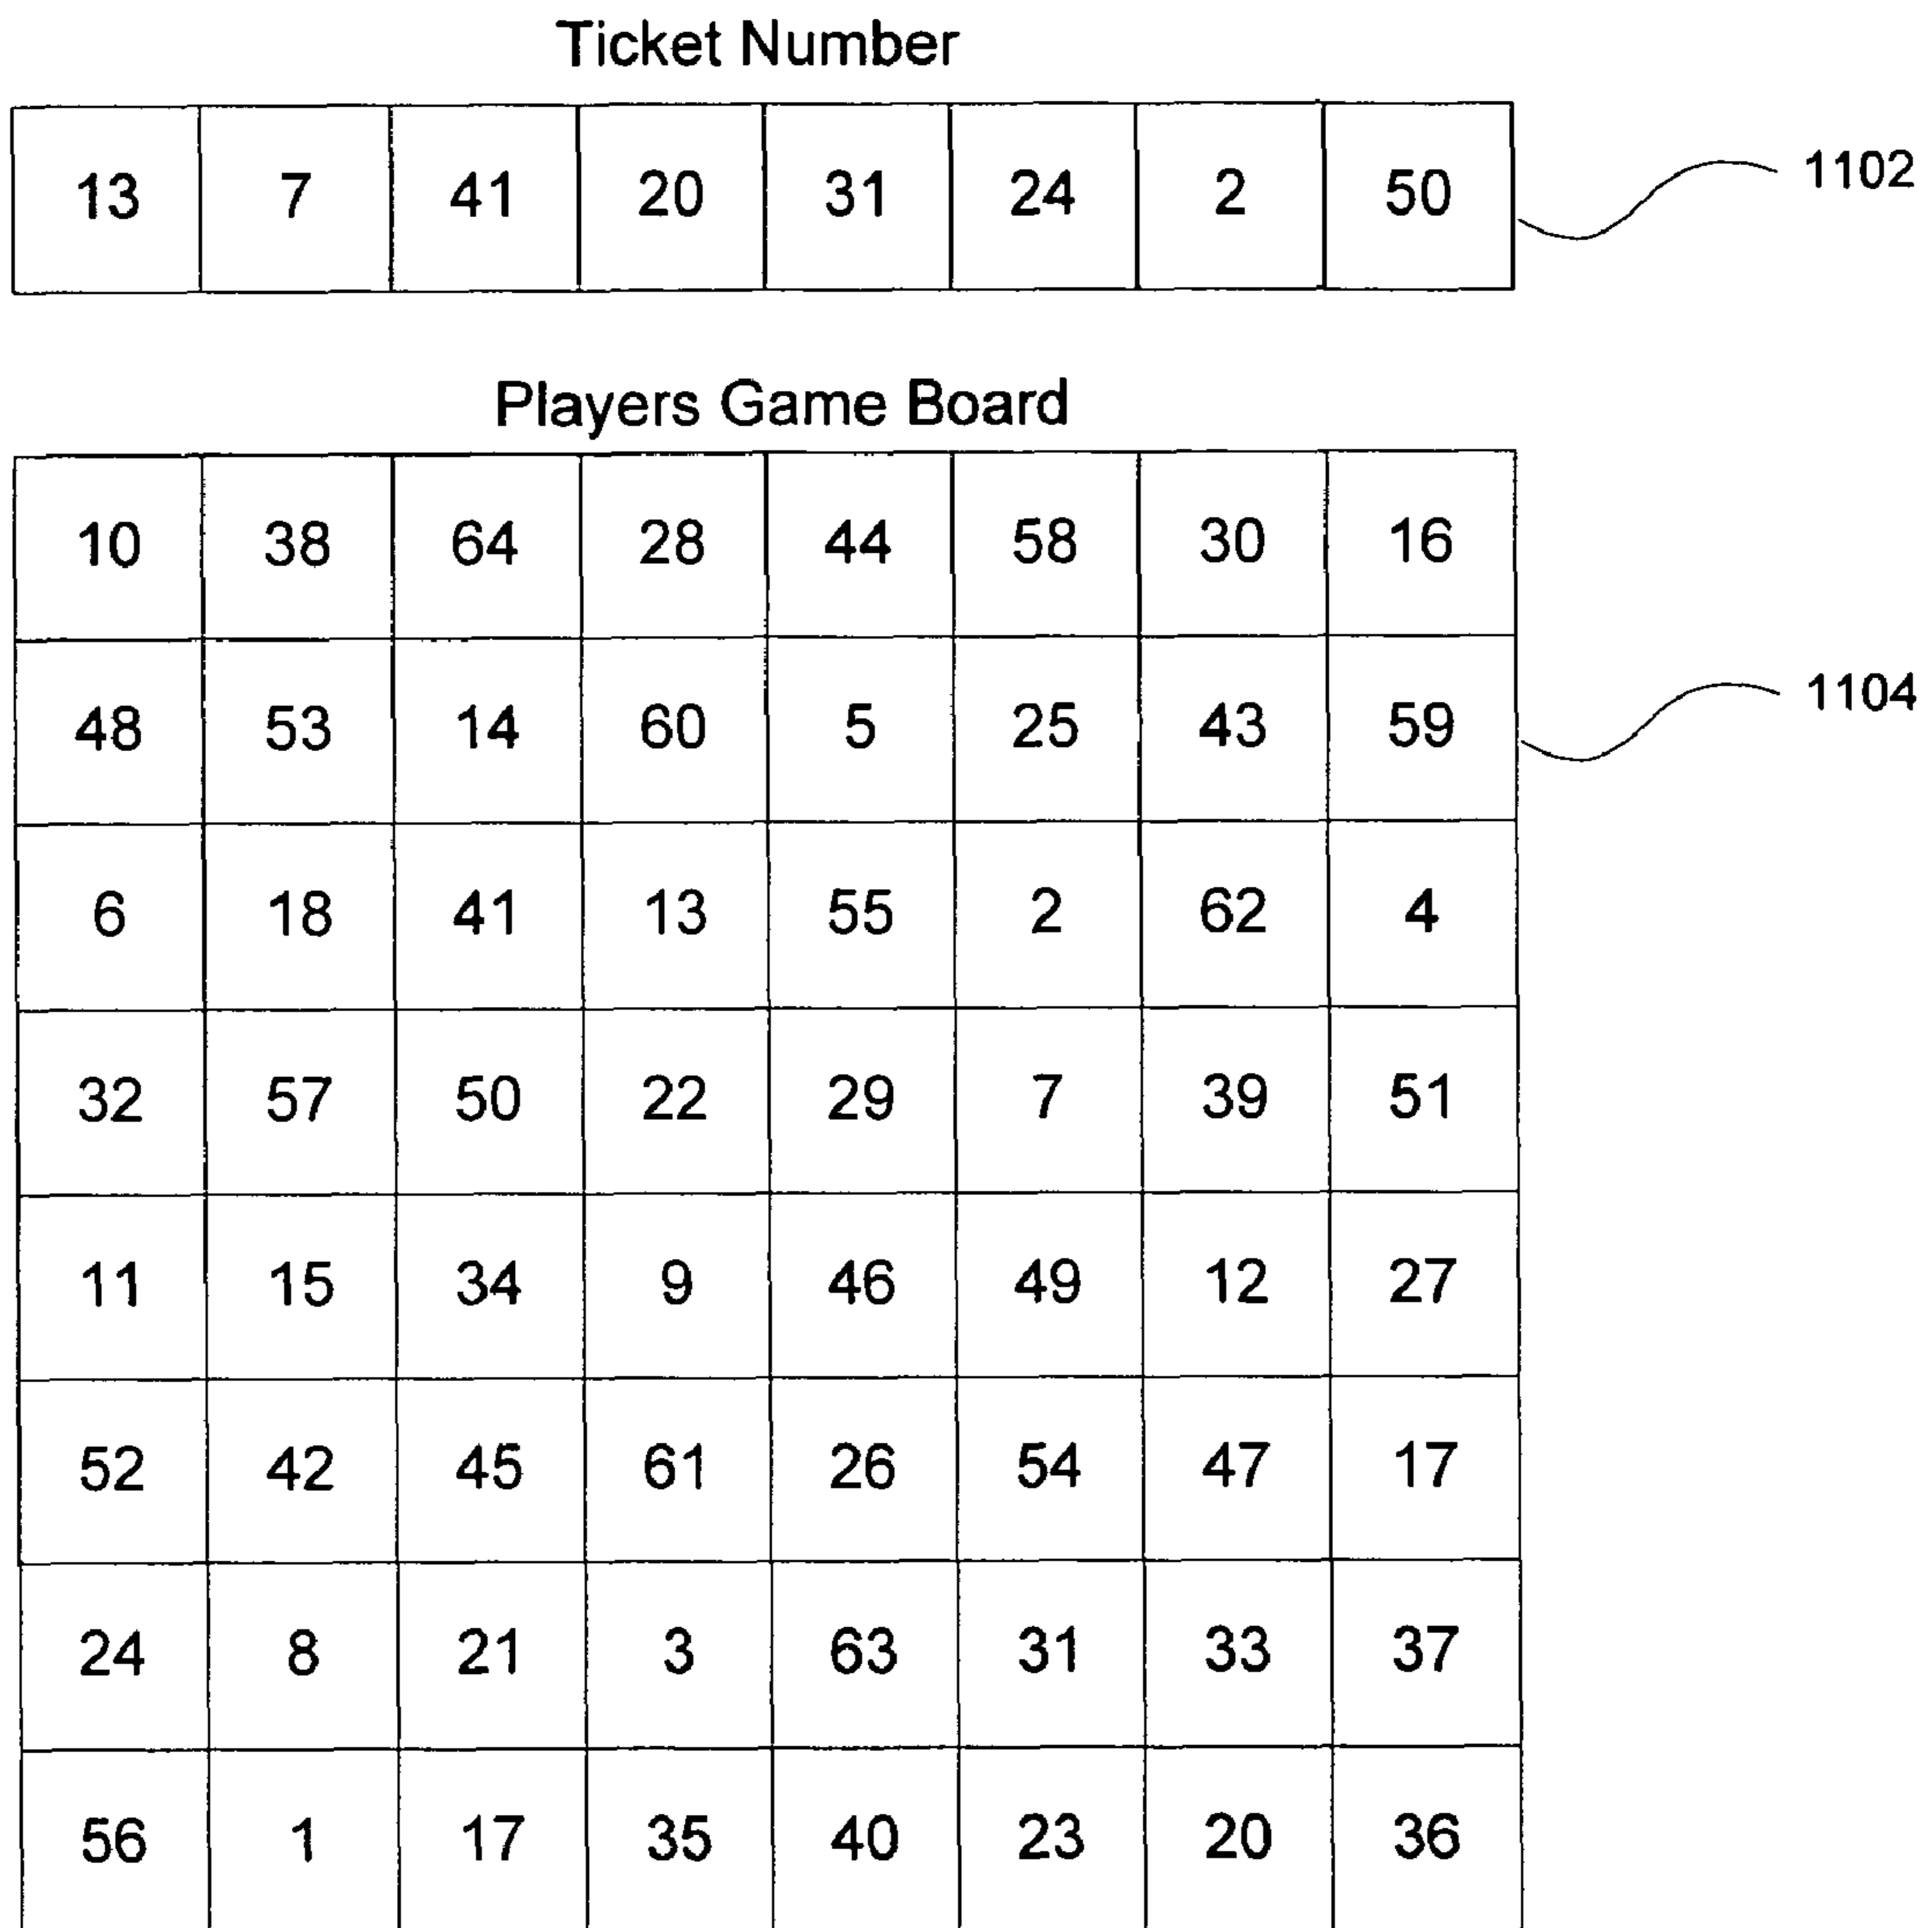 Ticket Number
13 7 41 20 31 24 2 50 1102
Players Game Board
10 38 64 28 44 58 30 16
48 53 14 60 5 25 43 59 1104
6 18 41 13 55 2 62 4
32 57 50 22 29 7 39 51
11 15 34 9 46 49 12 27
52 42 45 61 26 54 47 17
24 8 21 3 63 31 33 37
56 1 17 35 40 23 20 36